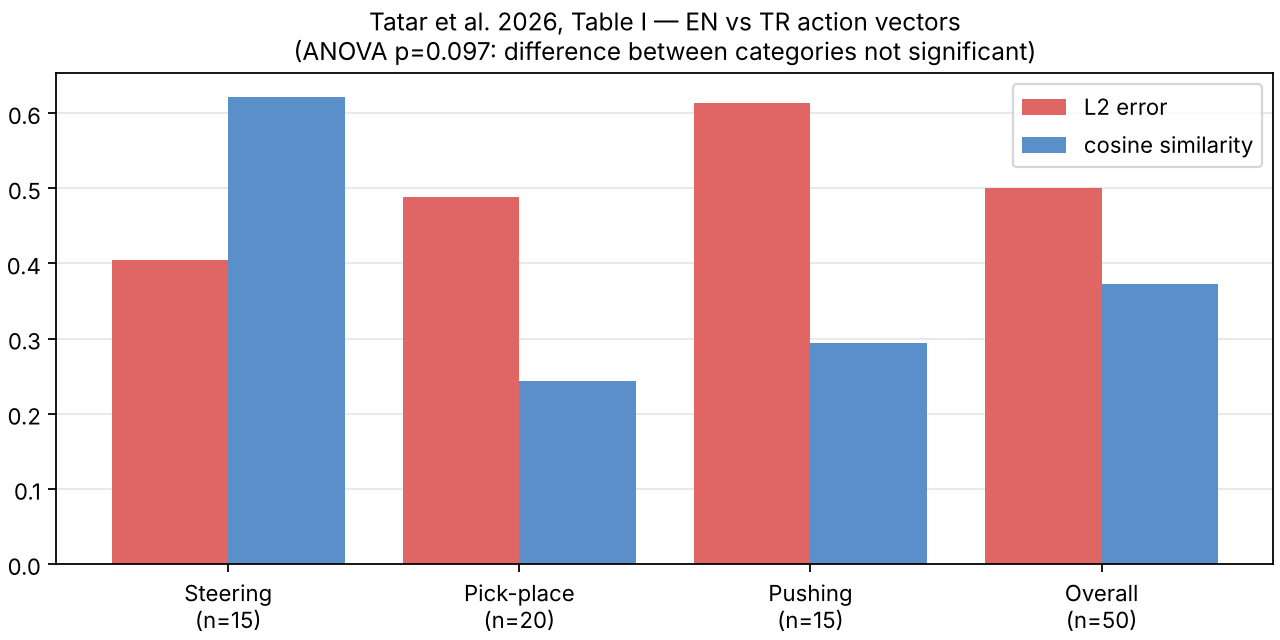 Tatar et al. 2026, Table I — EN vs TR action vectors
(ANOVA p=0.097: difference between categories not significant)
L2 error
cosine similarity
0.6
0.5
0.4
0.3
0.2
0.1
0.0
Steering
(n=15)
Pick-place
(n=20)
Pushing
(n=15)
Overall
(n=50)